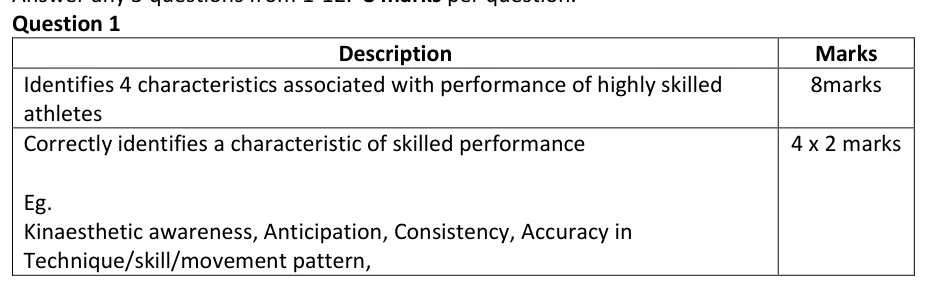 Question 1
Description Marks
Identifies 4 characteristics associated with performance of highly skilled 8marks
athletes
Correctly identifies a characteristic of skilled performance 4 x 2 marks
Eg.
Kinaesthetic awareness, Anticipation, Consistency, Accuracy in
Technique/skill/movement pattern,